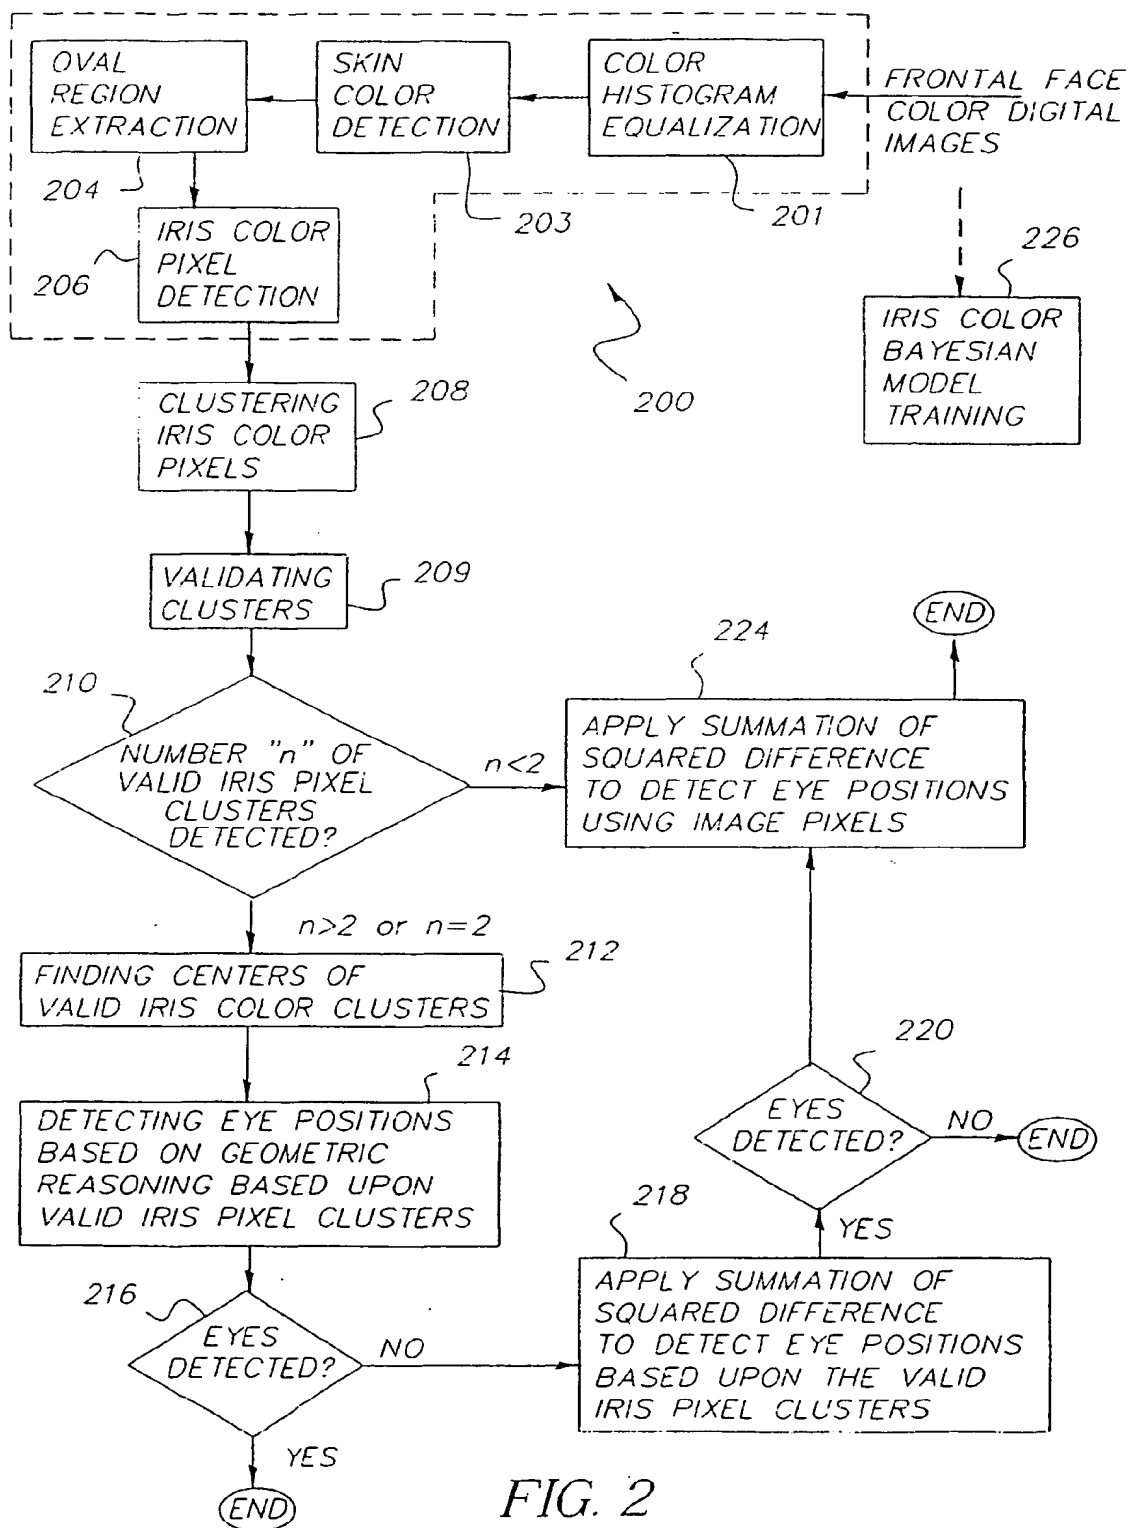 OVAL
REGION
EXTRACTION
SKIN
COLOR
DETECTION
COLOR
HISTOGRAM
EQUALIZATION
FRONTAL FACE
COLOR DIGITAL
IMAGES
204
203
201
IRIS COLOR
PIXEL
DETECTION
206
226
IRIS COLOR
BAYESIAN
MODEL
TRAINING
200
CLUSTERING
IRIS COLOR
PIXELS
208
VALIDATING
CLUSTERS
209
END
224
210
NUMBER "n" OF
VALID IRIS PIXEL
CLUSTERS
DETECTED?
n<2
APPLY SUMMATION OF
SQUARED DIFFERENCE
TO DETECT EYE POSITIONS
USING IMAGE PIXELS
n>2 or n=2
FINDING CENTERS OF
VALID IRIS COLOR CLUSTERS
212
214
DETECTING EYE POSITIONS
BASED ON GEOMETRIC
REASONING BASED UPON
VALID IRIS PIXEL CLUSTERS
220
EYES
DETECTED?
NO
END
YES
218
APPLY SUMMATION OF
SQUARED DIFFERENCE
TO DETECT EYE POSITIONS
BASED UPON THE VALID
IRIS PIXEL CLUSTERS
216
EYES
DETECTED?
NO
YES
END
FIG. 2